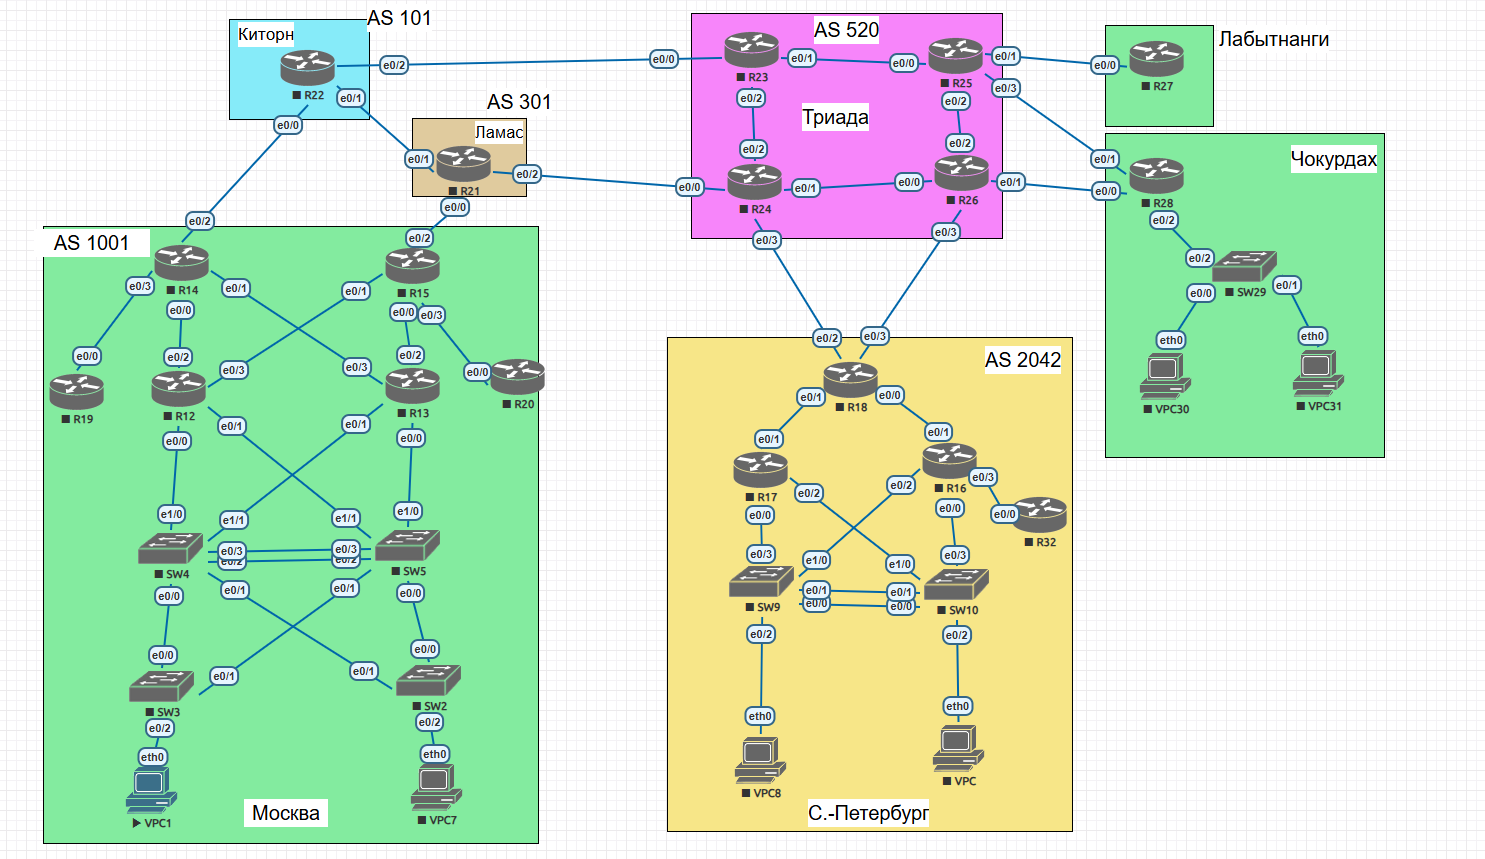 AS 101
Киторн
R22
e0/2
e0/1
e0/0
AS 301
Ламас
e0/1
R21
e0/2
e0/0
AS 520
e0/0
R23
e0/1
e0/0
R25
e0/1
e0/3
e0/2
e0/2
Триада
e0/2
e0/2
e0/0
R24
e0/1
e0/0
R26
e0/1
e0/3
e0/3
Лабытнанги
e0/0
R27
Чокурдах
e0/1
e0/0
R28
e0/2
e0/2
SW29
e0/0
e0/1
eth0
eth0
VPC30
VPC31
AS 1001
e0/2
R14
e0/3
e0/1
e0/0
e0/2
R15
e0/1
e0/0
e0/3
e0/0
R19
e0/2
e0/3
R12
e0/0
e0/1
e0/3
e0/2
R13
e0/1
e0/0
e0/0
R20
e1/0
e1/1
e0/3
e0/2
SW4
e0/0
e0/1
e1/1
e1/0
e0/3
e0/2
SW5
e0/1
e0/0
e0/0
e0/1
SW3
e0/2
eth0
VPC1
e0/1
e0/0
SW2
e0/2
eth0
VPC7
Москва
AS 2042
e0/2
e0/3
R18
e0/1
e0/0
e0/1
R17
e0/2
e0/0
e0/1
R16
e0/3
e0/2
e0/0
e0/0
R32
e0/3
e1/0
SW9
e0/1
e0/0
e0/2
e1/0
e0/3
e0/1
e0/0
SW10
e0/2
eth0
VPC8
eth0
VPC
С.-Петербург